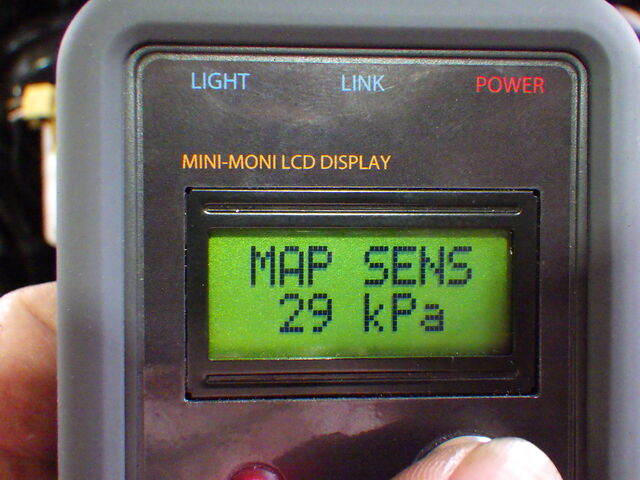 LIGHT LINK POWER
MINI-MONI LCD DISPLAY
MAP SENS
29 kPa